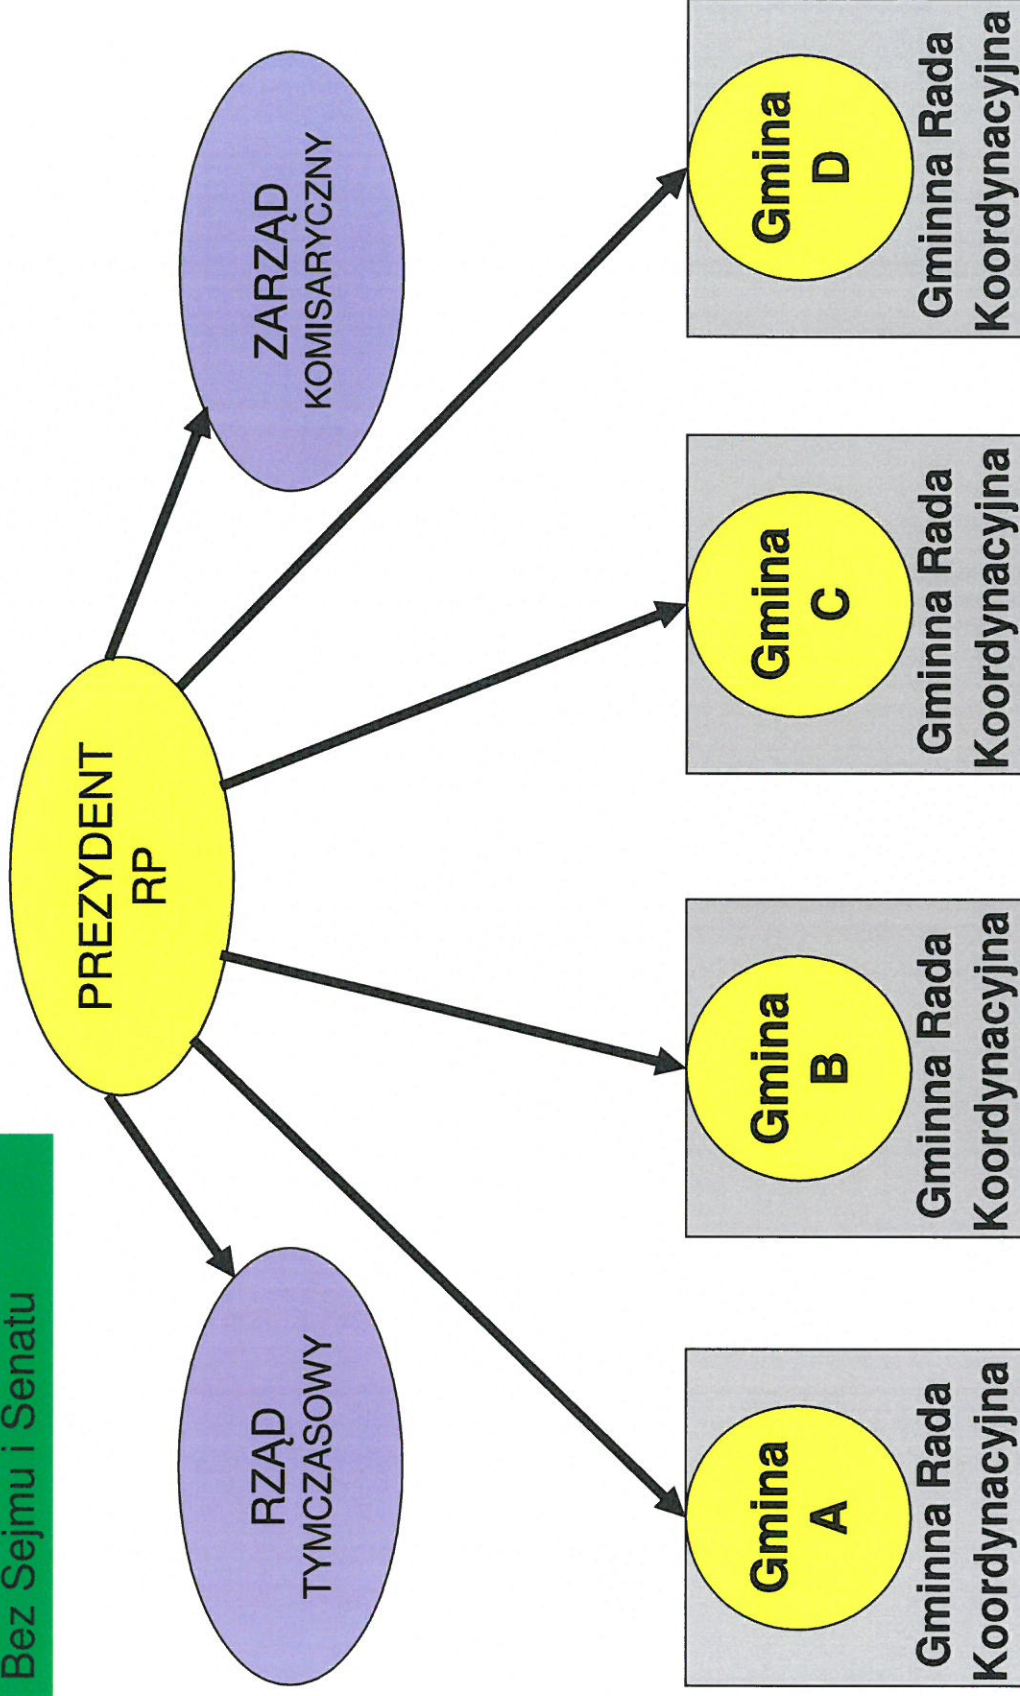 Bez Sejmu i Senatu
PREZYDENT
RP
RZĄD
TYMCZASOWY
ZARZĄD
KOMISARYCZNY
Gmina
A
Gminna Rada
Koordynacyjna
Gmina
B
Gminna Rada
Koordynacyjna
Gmina
C
Gminna Rada
Koordynacyjna
Gmina
D
Gminna Rada
Koordynacyjna